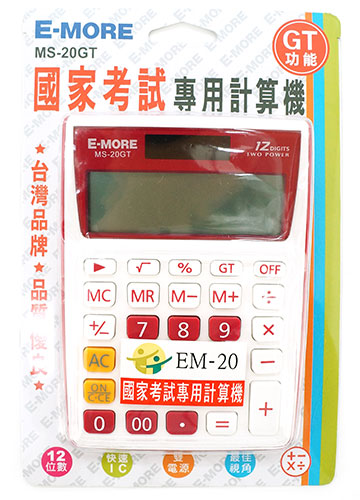 E-MORE
MS-20GT
GT
功能
國家考試專用計算機
E-MORE
MS-20GT
12 DIGITS
TWO POWER
★台灣品牌★品質
▶ √ % GT OFF
MC MR M− M+ ÷
+/− 7 8 9 ×
AC EM-20 −
ON
C·CE
國家考試專用計算機
+
0 00 · =
12
位數
快速
IC
雙
電源
最佳
視角
+ −
× ÷